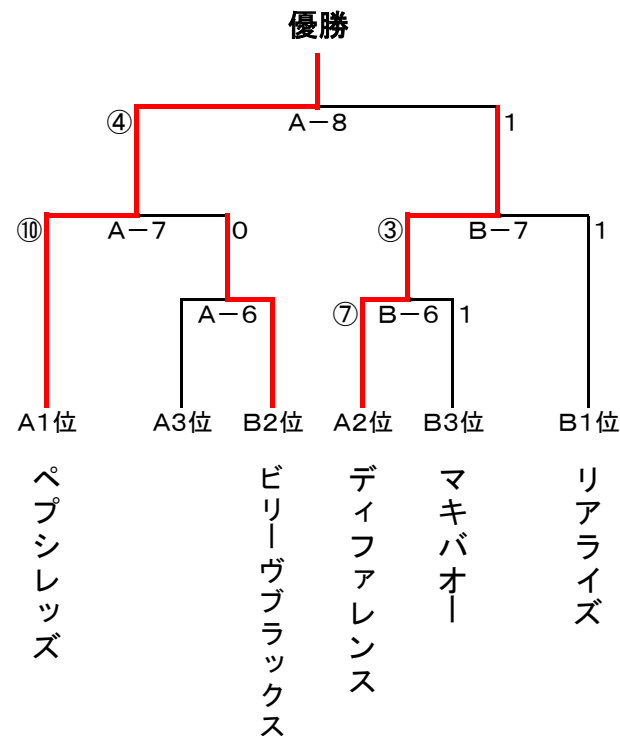 優勝
④ A－8 1
⑩ A－7 0 ③ B－7 1
A－6 ⑦ B－6 1
A1位 A3位 B2位 A2位 B3位 B1位
ペプシレッズ
ビリーヴブラックス
ディファレンス
マキバオー
リアライズ